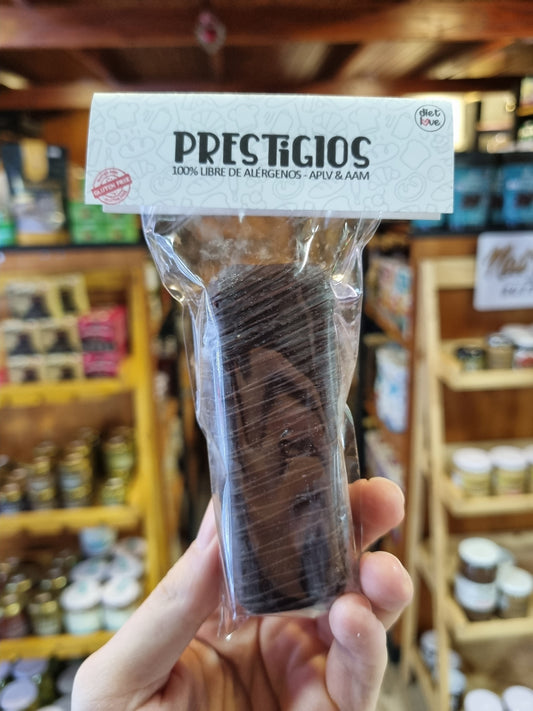 diet
love
PRESTiGIOS
100% LIBRE DE ALÉRGENOS - APLV & AAM
GLUTEN FREE